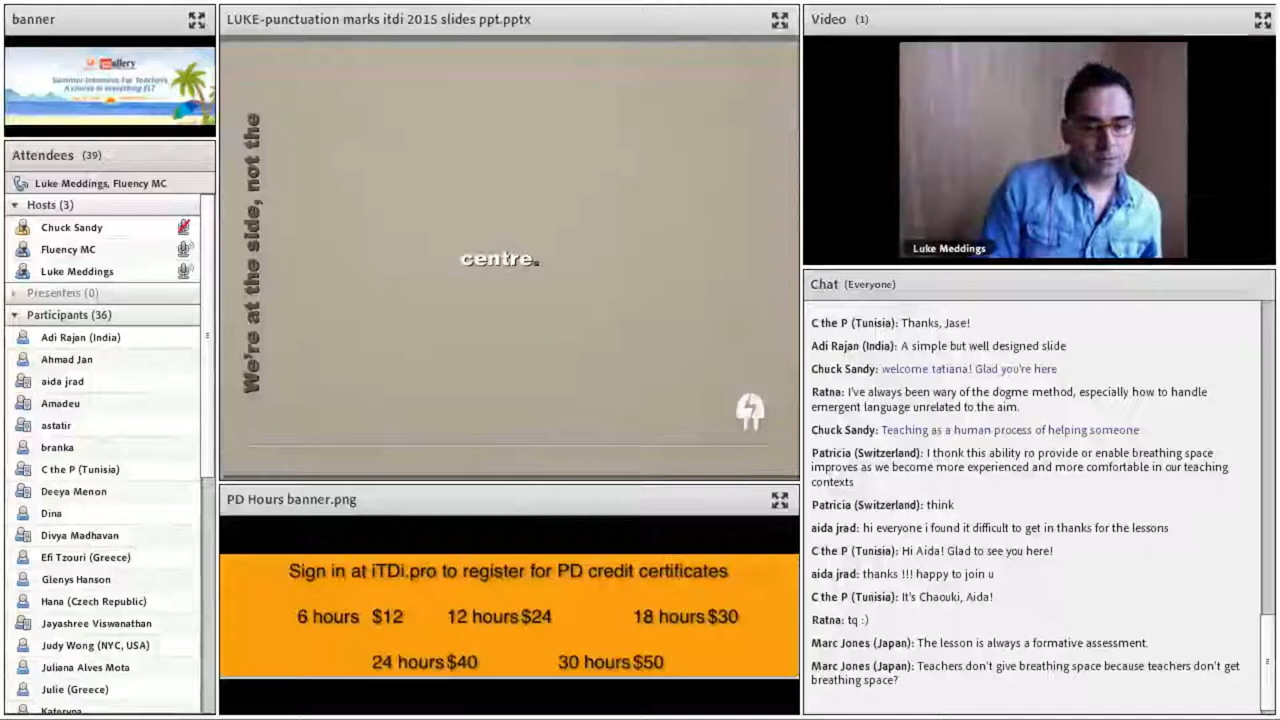 banner
allery
Summer Intensive For Teachers
A course in everything ELT
Attendees (39)
Luke Meddings, Fluency MC
Hosts (3)
Chuck Sandy
Fluency MC
Luke Meddings
Presenters (0)
Participants (36)
Adi Rajan (India)
Ahmad Jan
aida jrad
Amadeu
astatir
branka
C the P (Tunisia)
Deeya Menon
Dina
Divya Madhavan
Efi Tzouri (Greece)
Glenys Hanson
Hana (Czech Republic)
Jayashree Viswanathan
Judy Wong (NYC, USA)
Juliana Alves Mota
Julie (Greece)
Kateryna
LUKE-punctuation marks itdi 2015 slides ppt.pptx
We're at the side, not the
centre.
PD Hours banner.png
Sign in at iTDi.pro to register for PD credit certificates
6 hours $12 12 hours $24 18 hours $30
24 hours $40 30 hours $50
Video (1)
Luke Meddings
Chat (Everyone)
C the P (Tunisia): Thanks, Jase!
Adi Rajan (India): A simple but well designed slide
Chuck Sandy: welcome tatiana! Glad you're here
Ratna: I've always been wary of the dogme method, especially how to handle
emergent language unrelated to the aim.
Chuck Sandy: Teaching as a human process of helping someone
Patricia (Switzerland): I thonk this ability ro provide or enable breathing space
improves as we become more experienced and more comfortable in our teaching
contexts
Patricia (Switzerland): think
aida jrad: hi everyone i found it difficult to get in thanks for the lessons
C the P (Tunisia): Hi Aida! Glad to see you here!
aida jrad: thanks !!! happy to join u
C the P (Tunisia): It's Chaouki, Aida!
Ratna: tq :)
Marc Jones (Japan): The lesson is always a formative assessment.
Marc Jones (Japan): Teachers don't give breathing space because teachers don't get
breathing space?